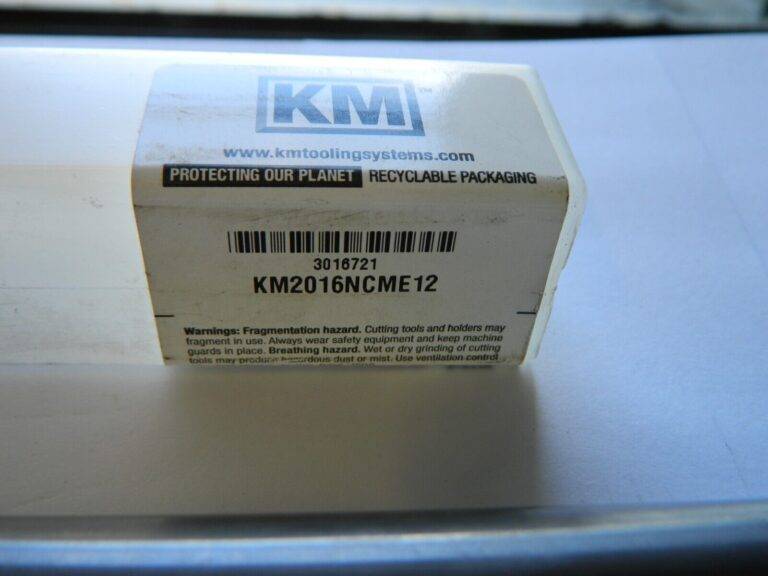 KM™
www.kmtoolingsystems.com
PROTECTING OUR PLANET RECYCLABLE PACKAGING
3016721
KM2016NCME12
Warnings: Fragmentation hazard. Cutting tools and holders may
fragment in use. Always wear safety equipment and keep machine
guards in place. Breathing hazard. Wet or dry grinding of cutting
tools may produce hazardous dust or mist. Use ventilation control